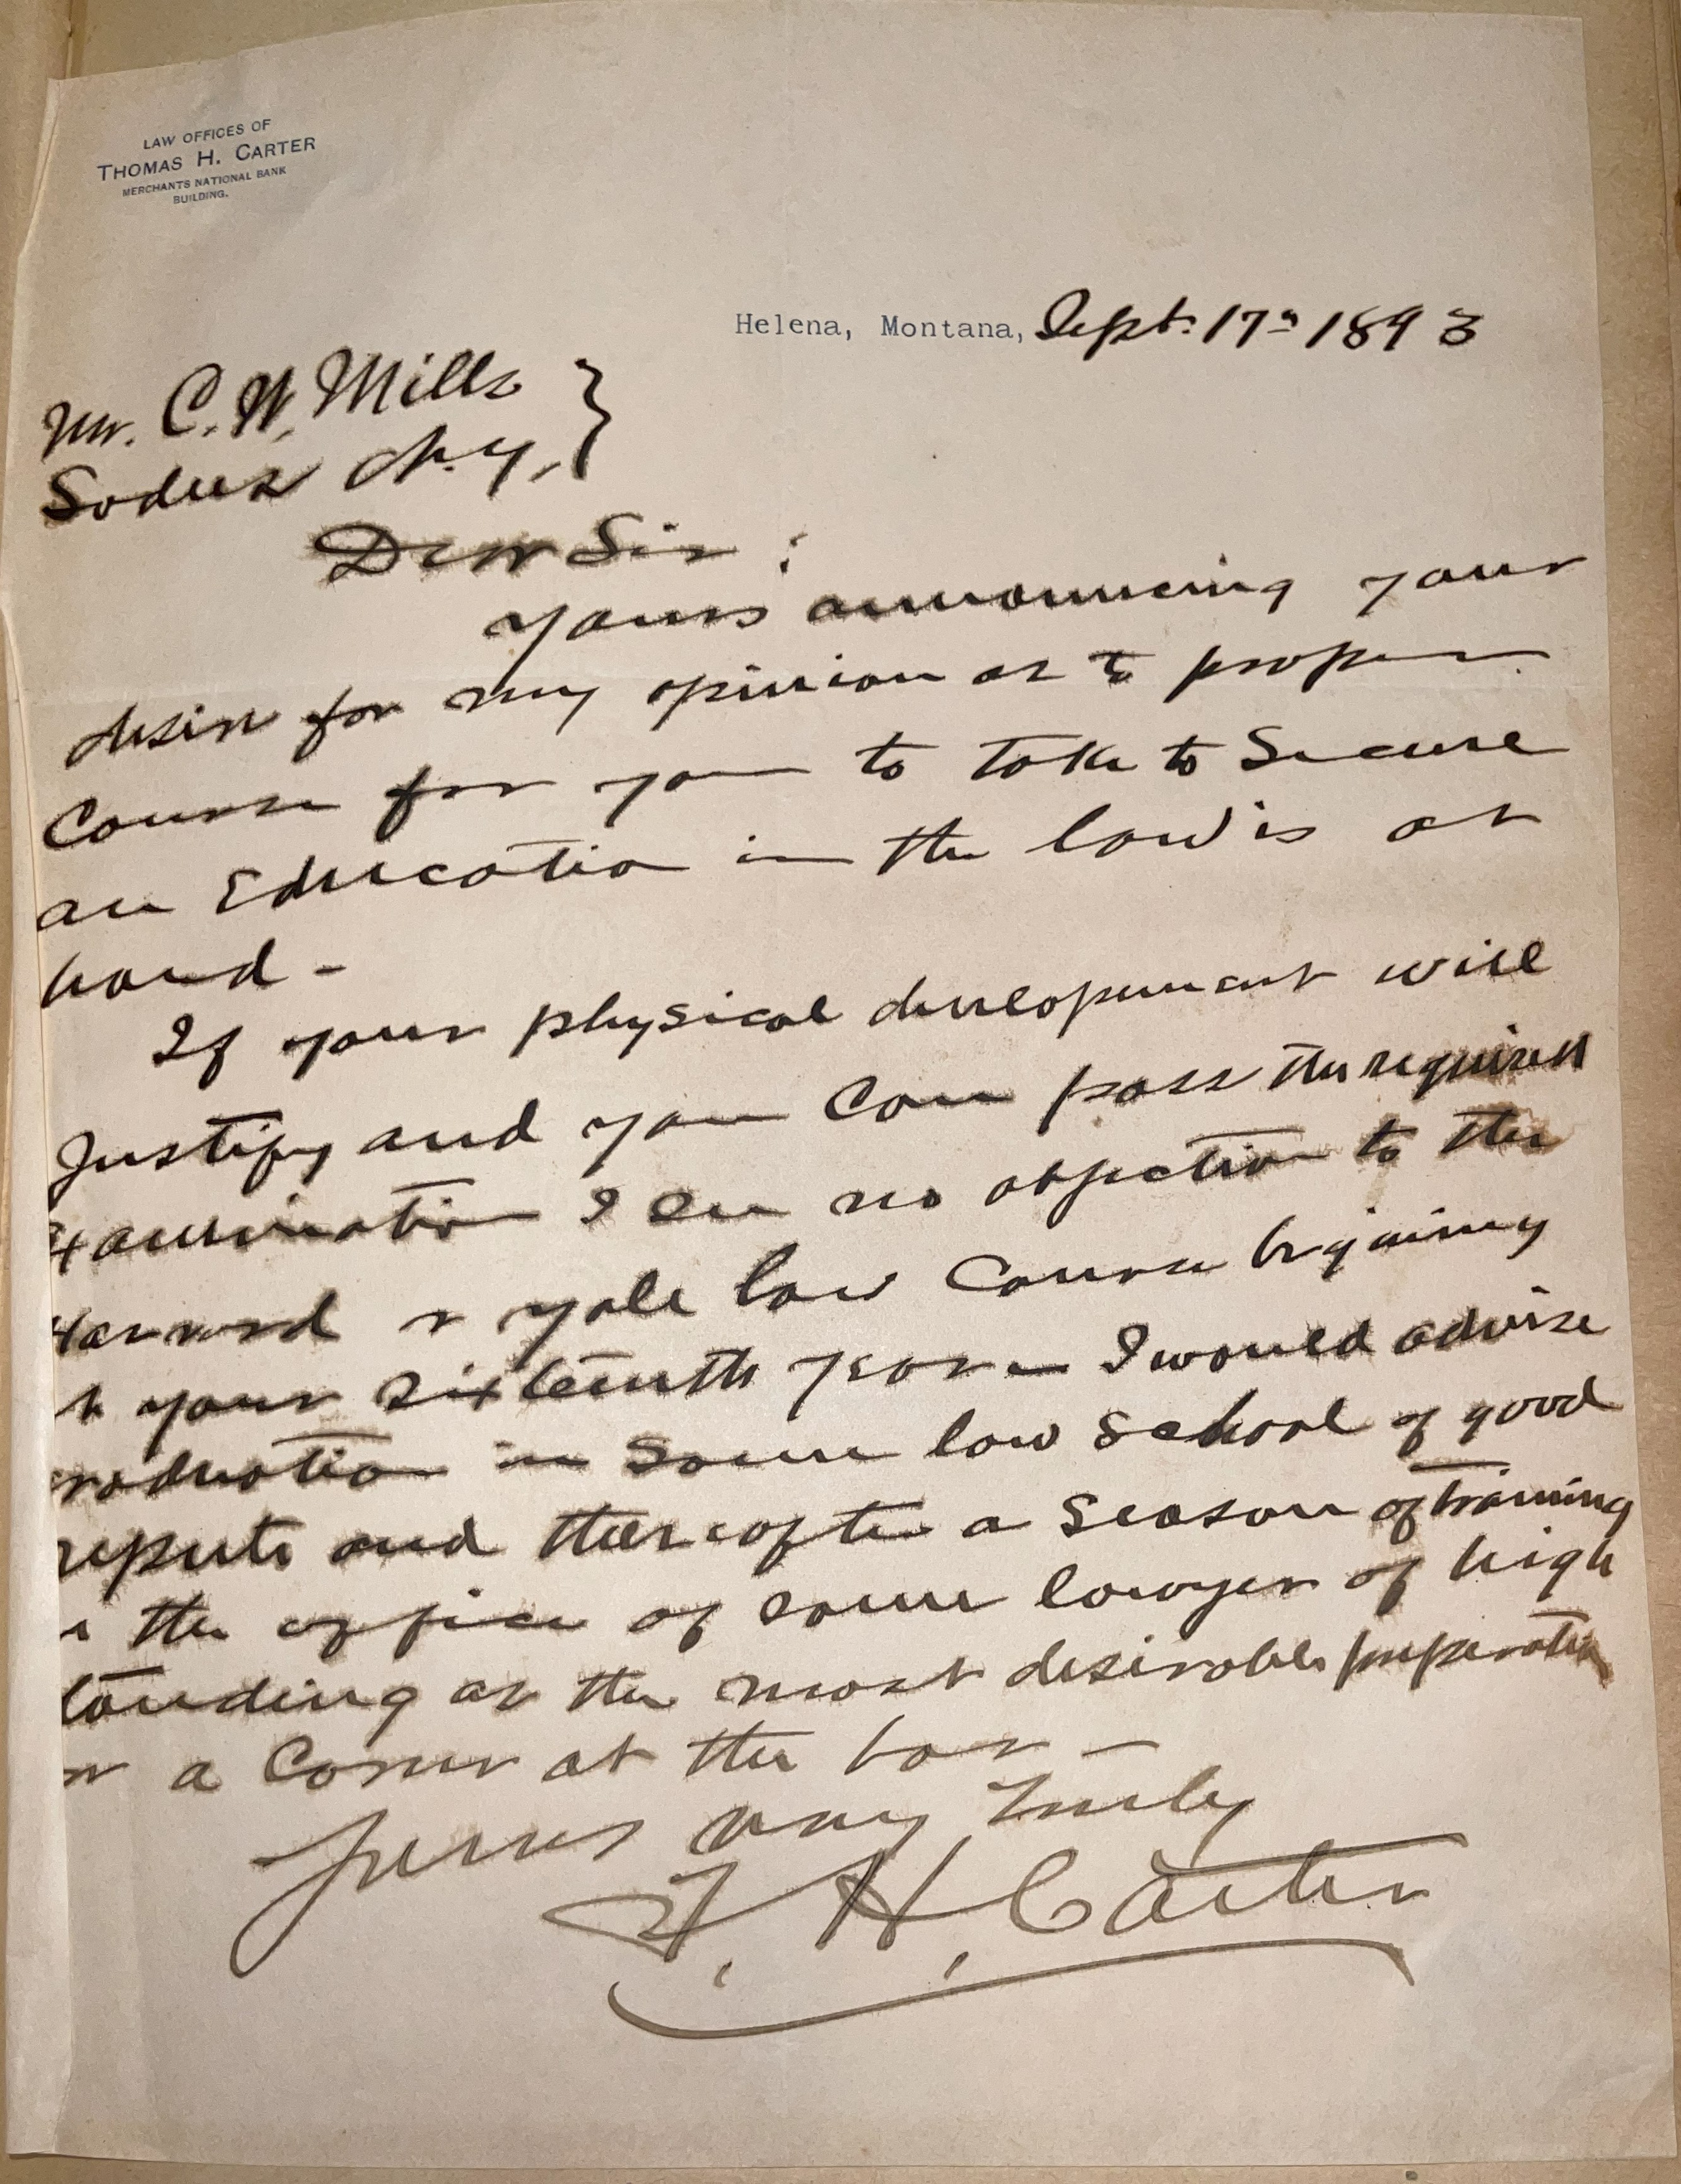 LAW OFFICES OF
THOMAS H. CARTER
MERCHANTS NATIONAL BANK
BUILDING.
Helena, Montana, Sept. 17th 1893
Mr. C. W. Mills }
Sodus N.Y. }
Dear Sir :
Yours announcing your
desire for my opinion as to proper
Course for you to take to Secure
an Education in the law is at
hand -
If your physical development will
Justify and you Can pass the required
Examination I see no objection to the
Harvard or Yale law Course begining
in your sixteenth year — I would advise
graduation in Some law School of good
repute and thereafter a Season of training
in the office of some lawyer of high
standing as the most desirable preparation
for a Career at the bar —
Yours very truly
T. H. Carter